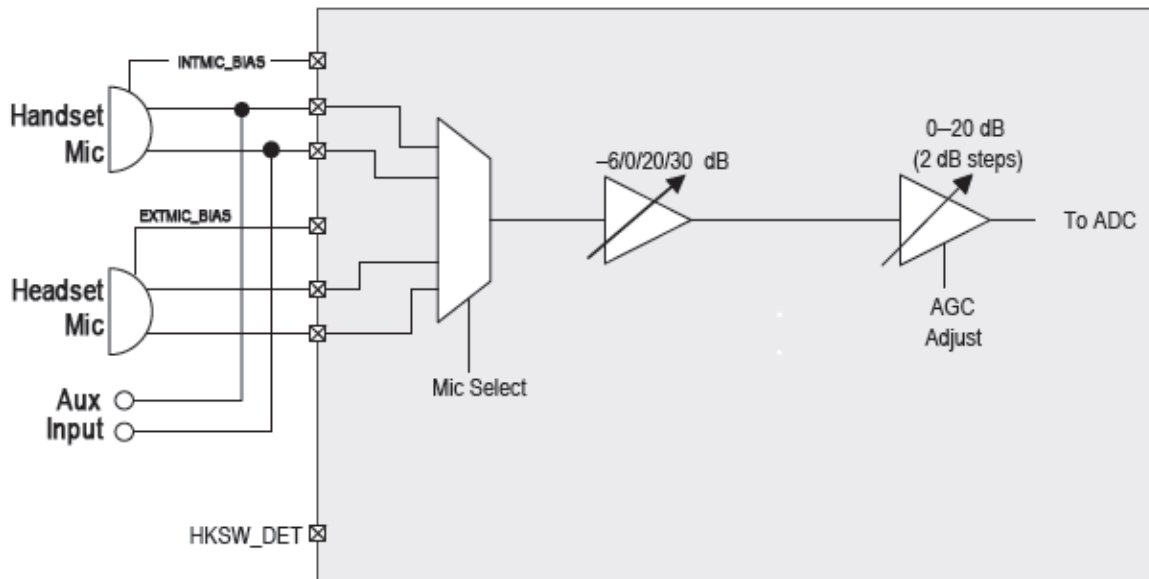 INTMIC_BIAS
Handset
Mic
EXTMIC_BIAS
Headset
Mic
Aux
Input
HKSW_DET
Mic Select
–6/0/20/30 dB
0–20 dB
(2 dB steps)
To ADC
AGC
Adjust